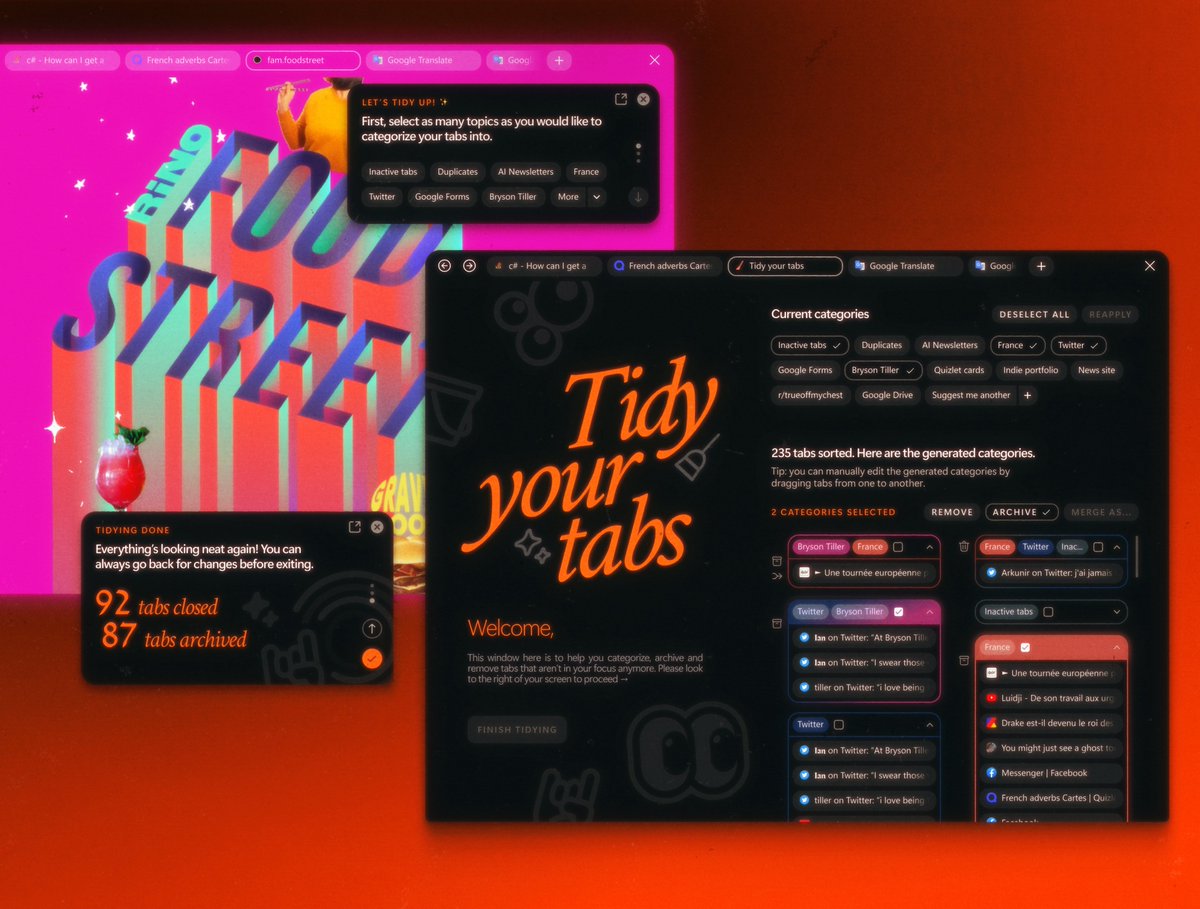 c# - How can I get a
French adverbs Carte
fam.foodstreet
Google Translate
Googl
LET'S TIDY UP! ✨
First, select as many topics as you would like to
categorize your tabs into.
Inactive tabs
Duplicates
AI Newsletters
France
Twitter
Google Forms
Bryson Tiller
More
RiNo
FOOD
STREET
GRAV
TIDYING DONE
Everything's looking neat again! You can
always go back for changes before exiting.
92 tabs closed
87 tabs archived
c# - How can I get a
French adverbs Carte
Tidy your tabs
Google Translate
Googl
Tidy
your
tabs
Welcome,
This window here is to help you categorize, archive and
remove tabs that aren't in your focus anymore. Please look
to the right of your screen to proceed →
FINISH TIDYING
Current categories
DESELECT ALL
REAPPLY
Inactive tabs
Duplicates
AI Newsletters
France
Twitter
Google Forms
Bryson Tiller
Quizlet cards
Indie portfolio
News site
r/trueoffmychest
Google Drive
Suggest me another
235 tabs sorted. Here are the generated categories.
Tip: you can manually edit the generated categories by
dragging tabs from one to another.
2 CATEGORIES SELECTED
REMOVE
ARCHIVE
MERGE AS...
Bryson Tiller
France
► Une tournée européenne
Twitter
Bryson Tiller
Ian on Twitter: "At Bryson Till
Ian on Twitter: "I swear those
tiller on Twitter: "i love being
Twitter
Ian on Twitter: "At Bryson Till
Ian on Twitter: "I swear those
tiller on Twitter: "i love being
France
Twitter
Inac...
Arkunir on Twitter: j'ai jamais
Inactive tabs
France
► Une tournée européenne
Luidji - De son travail aux urg
Drake est-il devenu le roi des
You might just see a ghost to
Messenger | Facebook
French adverbs Cartes | Quizl
Facebook